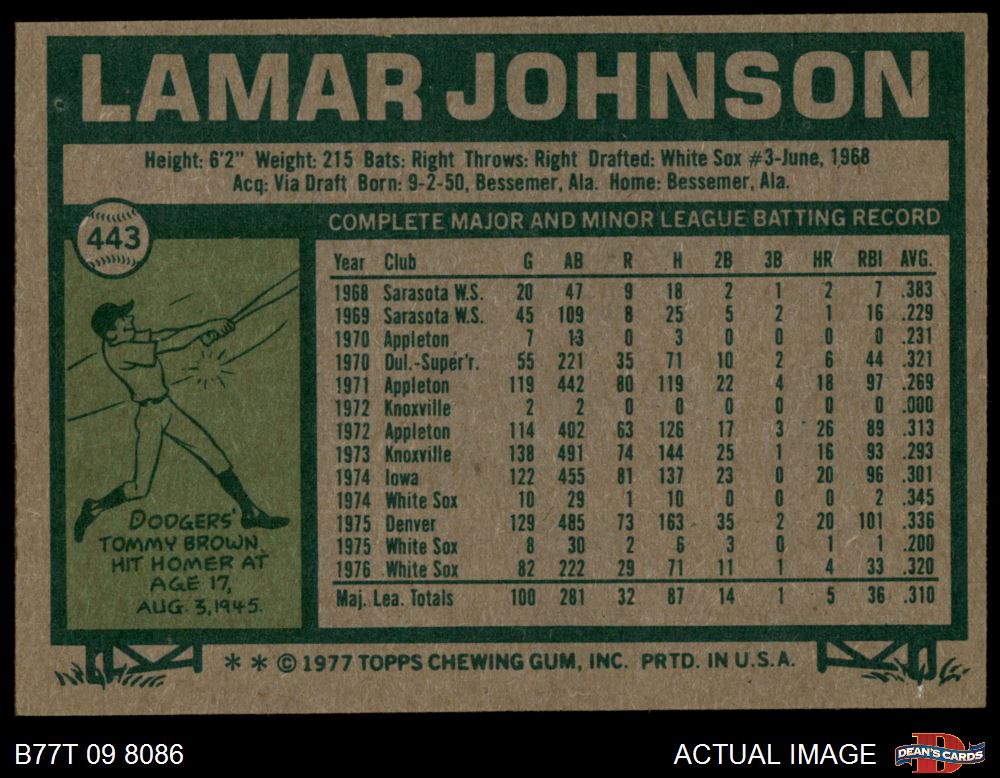 LAMAR JOHNSON
Height: 6'2" Weight: 215 Bats: Right Throws: Right Drafted: White Sox #3-June, 1968
Acq: Via Draft Born: 9-2-50, Bessemer, Ala. Home: Bessemer, Ala.
443
COMPLETE MAJOR AND MINOR LEAGUE BATTING RECORD
Year Club G AB R H 2B 3B HR RBI AVG.
1968 Sarasota W.S. 20 47 9 18 2 1 2 7 .383
1969 Sarasota W.S. 45 109 8 25 5 2 1 16 .229
1970 Appleton 7 13 0 3 0 0 0 0 .231
1970 Dul.-Super'r. 55 221 35 71 10 2 6 44 .321
1971 Appleton 119 442 80 119 22 4 18 97 .269
1972 Knoxville 2 2 0 0 0 0 0 0 .000
1972 Appleton 114 402 63 126 17 3 26 89 .313
1973 Knoxville 138 491 74 144 25 1 16 93 .293
1974 Iowa 122 455 81 137 23 0 20 96 .301
1974 White Sox 10 29 1 10 0 0 0 2 .345
1975 Denver 129 485 73 163 35 2 20 101 .336
1975 White Sox 8 30 2 6 3 0 1 1 .200
1976 White Sox 82 222 29 71 11 1 4 33 .320
Maj. Lea. Totals 100 281 32 87 14 1 5 36 .310
DODGERS'
TOMMY BROWN
HIT HOMER AT
AGE 17,
AUG. 3, 1945.
* * © 1977 TOPPS CHEWING GUM, INC. PRTD. IN U.S.A.
B77T 09 8086
ACTUAL IMAGE
DEAN'S CARDS